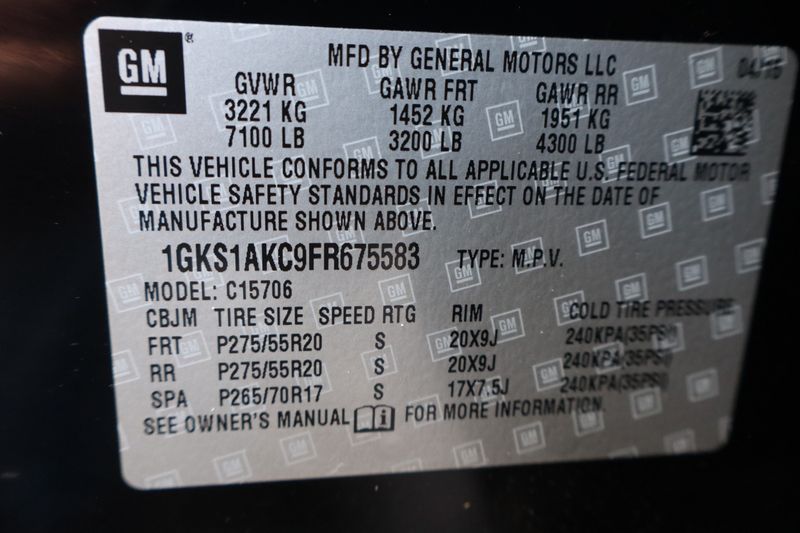 GM ®
MFD BY GENERAL MOTORS LLC
04/15
GVWR GAWR FRT GAWR RR
3221 KG 1452 KG 1951 KG
7100 LB 3200 LB 4300 LB
THIS VEHICLE CONFORMS TO ALL APPLICABLE U.S. FEDERAL MOTOR
VEHICLE SAFETY STANDARDS IN EFFECT ON THE DATE OF
MANUFACTURE SHOWN ABOVE.
1GKS1AKC9FR675583 TYPE: M.P.V.
MODEL: C15706
CBJM TIRE SIZE SPEED RTG RIM COLD TIRE PRESSURE
FRT P275/55R20 S 20X9J 240KPA(35PSI)
RR P275/55R20 S 20X9J 240KPA(35PSI)
SPA P265/70R17 S 17X7.5J 240KPA(35PSI)
SEE OWNER'S MANUAL i FOR MORE INFORMATION.